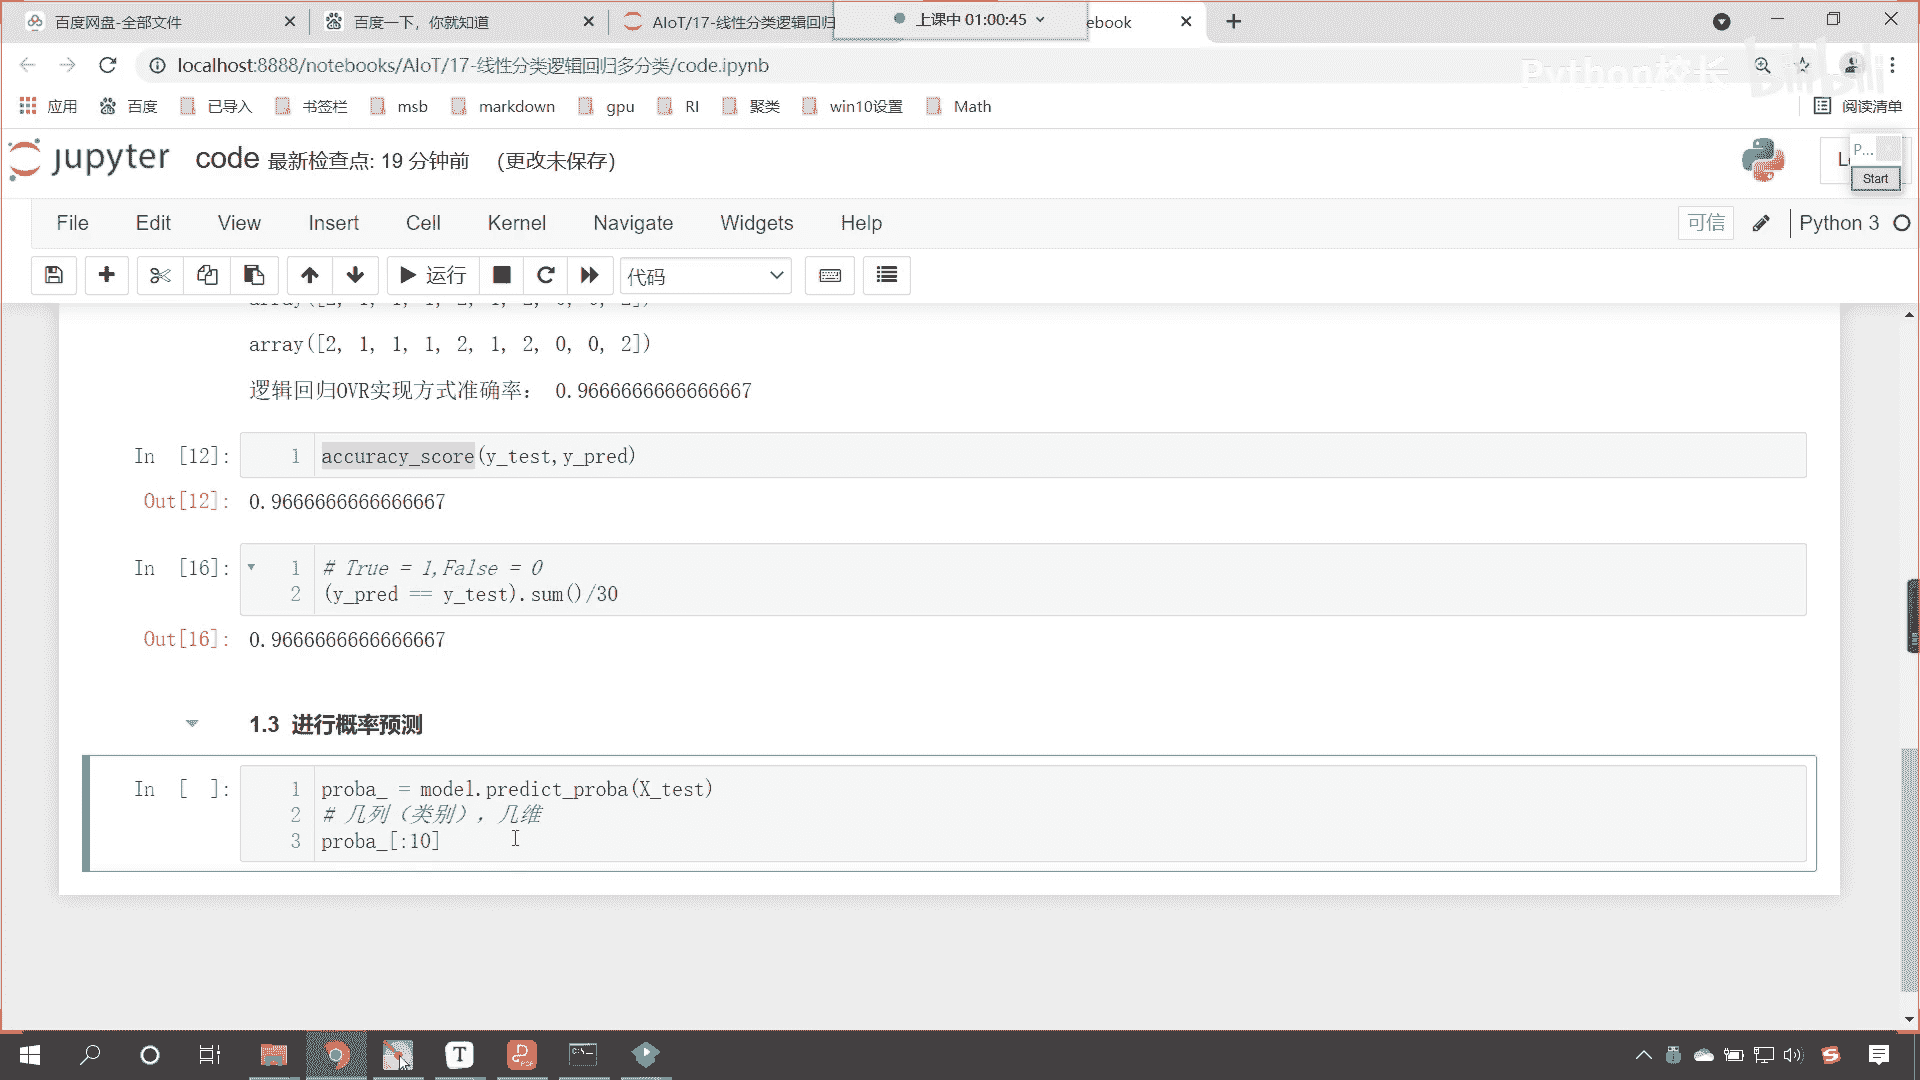 百度网盘-全部文件
百度一下，你就知道
AIoT/17-线性分类逻辑回归
上课中 01:00:45
ebook
localhost:8888/notebooks/AIoT/17-线性分类逻辑回归多分类/code.ipynb
Python校长
bilibili
应用
百度
已导入
书签栏
msb
markdown
gpu
RI
聚类
win10设置
Math
阅读清单
jupyter
code 最新检查点: 19 分钟前 (更改未保存)
P...
Start
File Edit View Insert Cell Kernel Navigate Widgets Help
可信
Python 3
运行
代码
array([2, 1, 1, 1, 2, 1, 2, 0, 0, 2])
逻辑回归OVR实现方式准确率： 0.9666666666666667
In [12]: 1 accuracy_score(y_test,y_pred)
Out[12]: 0.9666666666666667
In [16]: 1 # True = 1,False = 0
2 (y_pred == y_test).sum()/30
Out[16]: 0.9666666666666667
1.3 进行概率预测
In [ ]: 1 proba_ = model.predict_proba(X_test)
2 # 几列（类别），几维
3 proba_[:10]